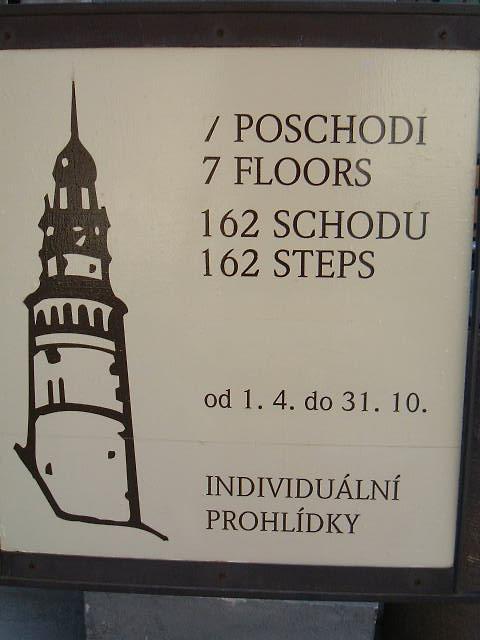 / POSCHODI
7 FLOORS
162 SCHODU
162 STEPS
od 1. 4. do 31. 10.
INDIVIDUÁLNÍ
PROHLÍDKY